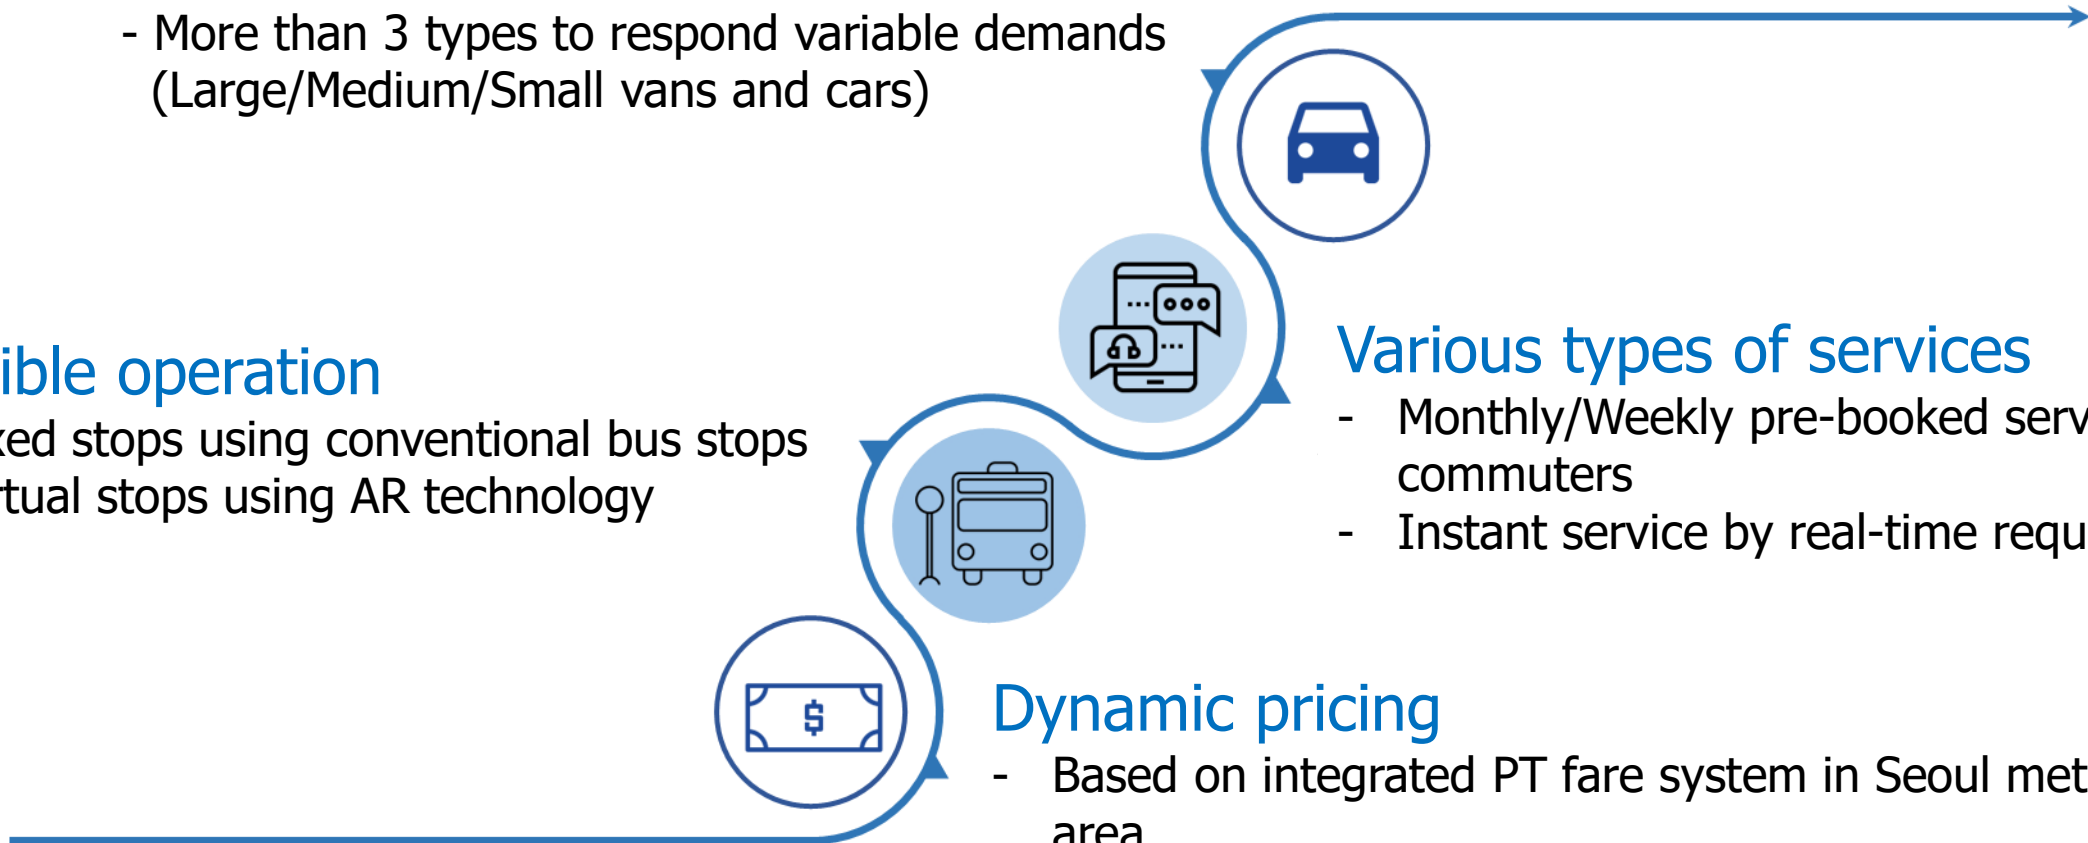 - More than 3 types to respond variable demands
(Large/Medium/Small vans and cars)
ible operation
ked stops using conventional bus stops
rtual stops using AR technology
Various types of services
- Monthly/Weekly pre-booked serv
commuters
- Instant service by real-time requ
$
Dynamic pricing
- Based on integrated PT fare system in Seoul met
area